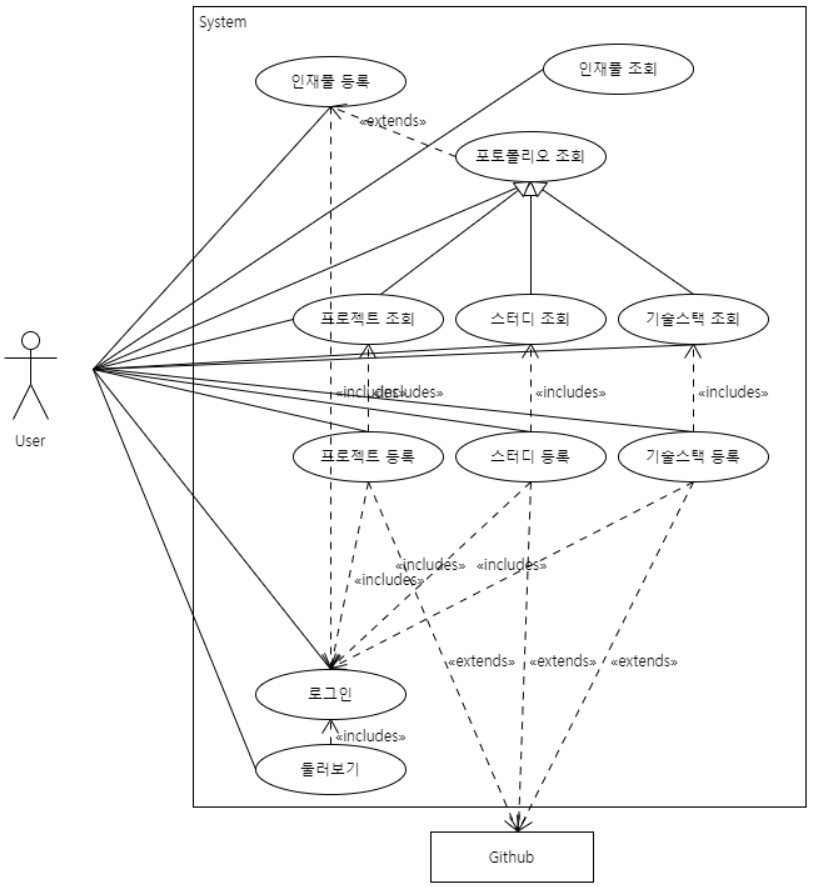 System
인재풀 등록
인재풀 조회
«extends»
포토폴리오 조회
프로젝트 조회
스터디 조회
기술스택 조회
User
«includes»
«includes»
«includes»
«includes»
프로젝트 등록
스터디 등록
기술스택 등록
«includes»
«includes»
«includes»
«extends»
«extends»
«extends»
로그인
«includes»
둘러보기
Github